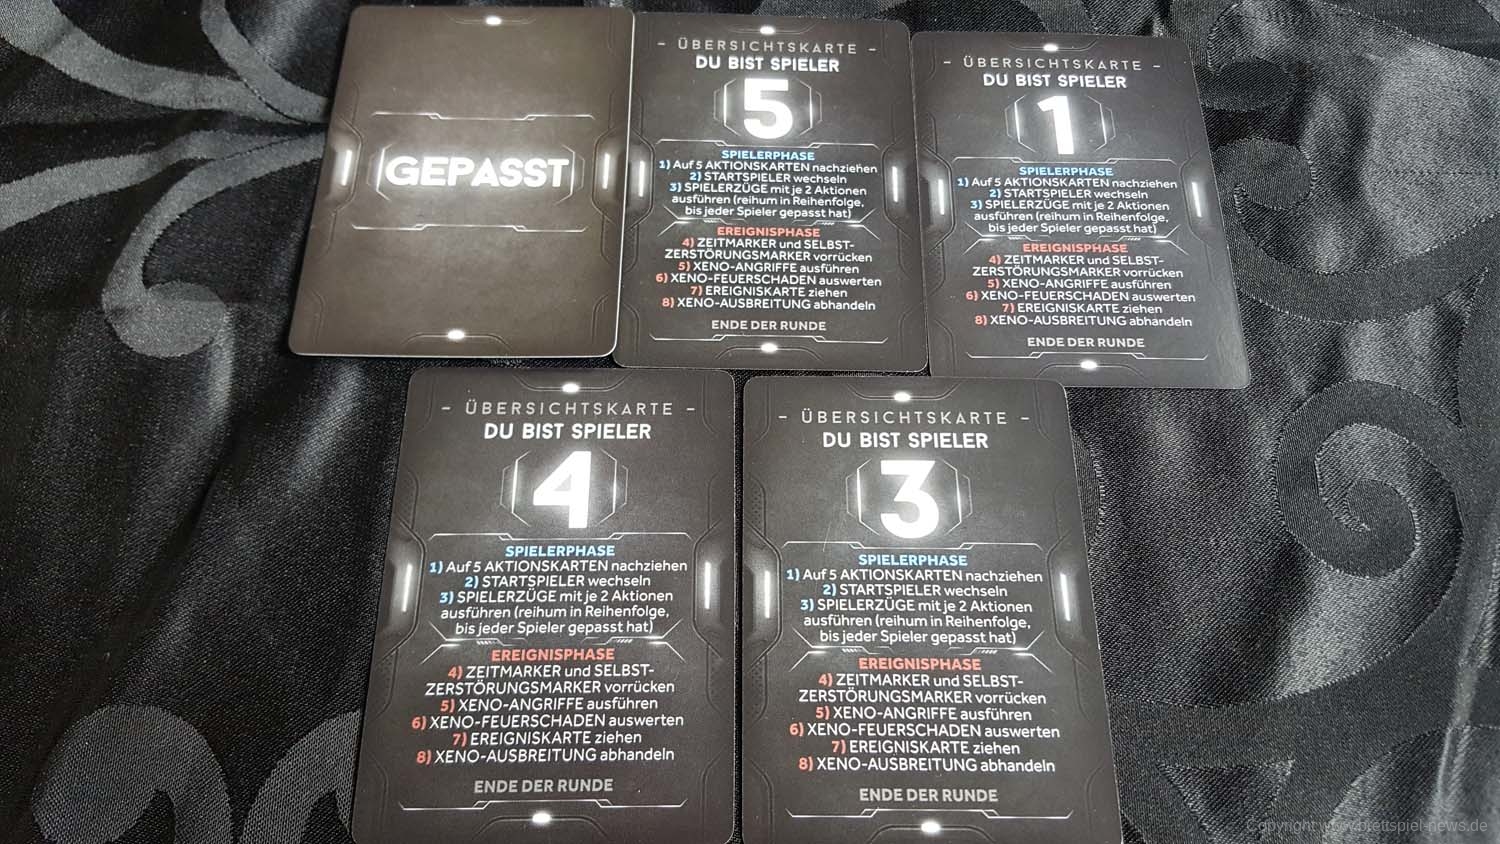 GEPASST
- ÜBERSICHTSKARTE -
DU BIST SPIELER
5
SPIELERPHASE
1) Auf 5 AKTIONSKARTEN nachziehen
2) STARTSPIELER wechseln
3) SPIELERZÜGE mit je 2 Aktionen
ausführen (reihum in Reihenfolge,
bis jeder Spieler gepasst hat)
EREIGNISPHASE
4) ZEITMARKER und SELBST-
ZERSTÖRUNGSMARKER vorrücken
5) XENO-ANGRIFFE ausführen
6) XENO-FEUERSCHADEN auswerten
7) EREIGNISKARTE ziehen
8) XENO-AUSBREITUNG abhandeln
ENDE DER RUNDE
- ÜBERSICHTSKARTE -
DU BIST SPIELER
1
SPIELERPHASE
1) Auf 5 AKTIONSKARTEN nachziehen
2) STARTSPIELER wechseln
3) SPIELERZÜGE mit je 2 Aktionen
ausführen (reihum in Reihenfolge,
bis jeder Spieler gepasst hat)
EREIGNISPHASE
4) ZEITMARKER und SELBST-
ZERSTÖRUNGSMARKER vorrücken
5) XENO-ANGRIFFE ausführen
6) XENO-FEUERSCHADEN auswerten
7) EREIGNISKARTE ziehen
8) XENO-AUSBREITUNG abhandeln
ENDE DER RUNDE
- ÜBERSICHTSKARTE -
DU BIST SPIELER
4
SPIELERPHASE
1) Auf 5 AKTIONSKARTEN nachziehen
2) STARTSPIELER wechseln
3) SPIELERZÜGE mit je 2 Aktionen
ausführen (reihum in Reihenfolge,
bis jeder Spieler gepasst hat)
EREIGNISPHASE
4) ZEITMARKER und SELBST-
ZERSTÖRUNGSMARKER vorrücken
5) XENO-ANGRIFFE ausführen
6) XENO-FEUERSCHADEN auswerten
7) EREIGNISKARTE ziehen
8) XENO-AUSBREITUNG abhandeln
ENDE DER RUNDE
- ÜBERSICHTSKARTE -
DU BIST SPIELER
3
SPIELERPHASE
1) Auf 5 AKTIONSKARTEN nachziehen
2) STARTSPIELER wechseln
3) SPIELERZÜGE mit je 2 Aktionen
ausführen (reihum in Reihenfolge,
bis jeder Spieler gepasst hat)
EREIGNISPHASE
4) ZEITMARKER und SELBST-
ZERSTÖRUNGSMARKER vorrücken
5) XENO-ANGRIFFE ausführen
6) XENO-FEUERSCHADEN auswerten
7) EREIGNISKARTE ziehen
8) XENO-AUSBREITUNG abhandeln
ENDE DER RUNDE
Copyright www.brettspiel-news.de